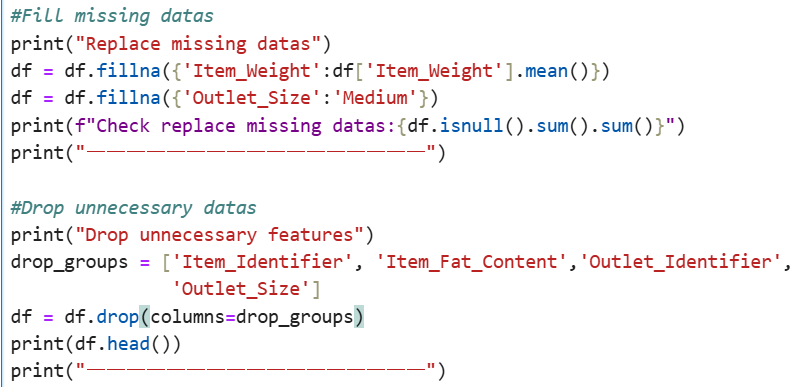 #Fill missing datas
print("Replace missing datas")
df = df.fillna({'Item_Weight':df['Item_Weight'].mean()})
df = df.fillna({'Outlet_Size':'Medium'})
print(f"Check replace missing datas:{df.isnull().sum().sum()}")
print("—————————————————")
#Drop unnecessary datas
print("Drop unnecessary features")
drop_groups = ['Item_Identifier', 'Item_Fat_Content','Outlet_Identifier',
'Outlet_Size']
df = df.drop(columns=drop_groups)
print(df.head())
print("—————————————————")